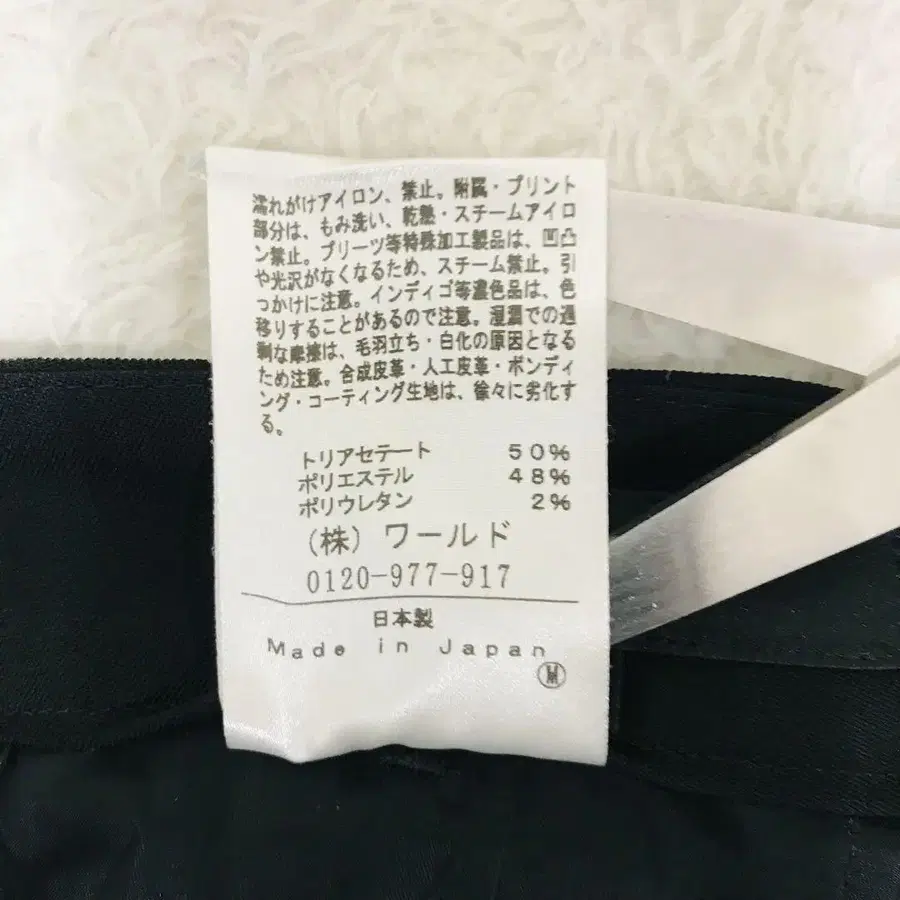 濡れがけアイロン、禁止。附属・プリント
部分は、もみ洗い、乾熱・スチームアイロ
ン禁止。プリーツ等特殊加工製品は、凹凸
や光沢がなくなるため、スチーム禁止。引
っかけに注意。インディゴ等濃色品は、色
移りすることがあるので注意。湿潤での過
剰な摩擦は、毛羽立ち・白化の原因となる
ため注意。合成皮革・人工皮革・ボンディ
ング・コーティング生地は、徐々に劣化す
る。
トリアセテート 50%
ポリエステル 48%
ポリウレタン 2%
(株) ワールド
0120-977-917
日本製
Made in Japan